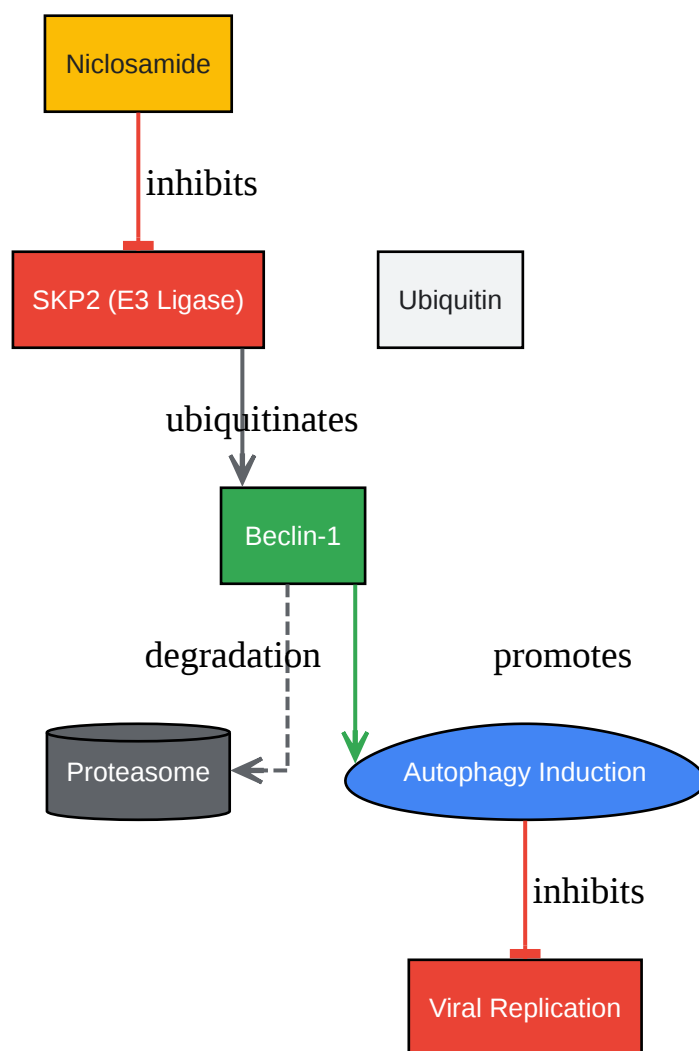 Niclosamide
inhibits
SKP2 (E3 Ligase)
Ubiquitin
ubiquitinates
Beclin-1
degradation
promotes
Proteasome
Autophagy Induction
inhibits
Viral Replication